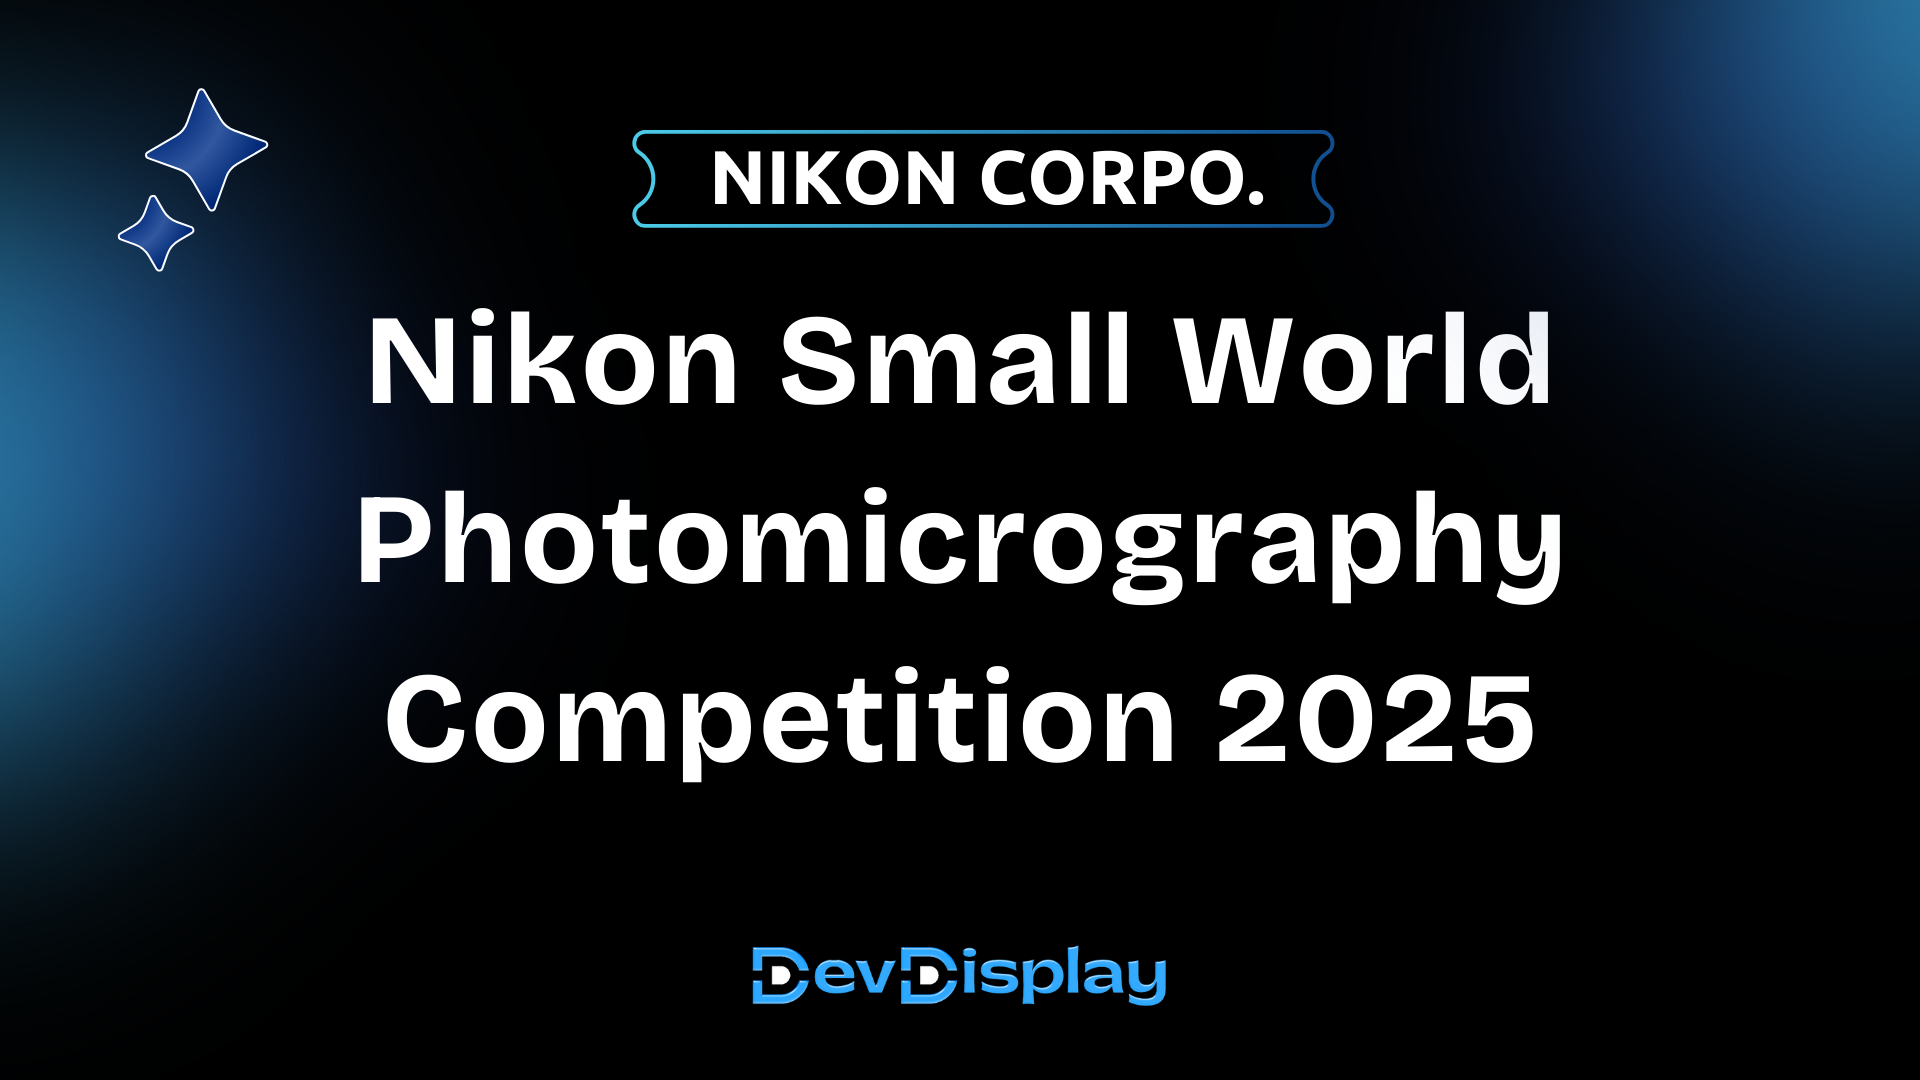 NIKON CORPO.
Nikon Small World
Photomicrography
Competition 2025
DevDisplay